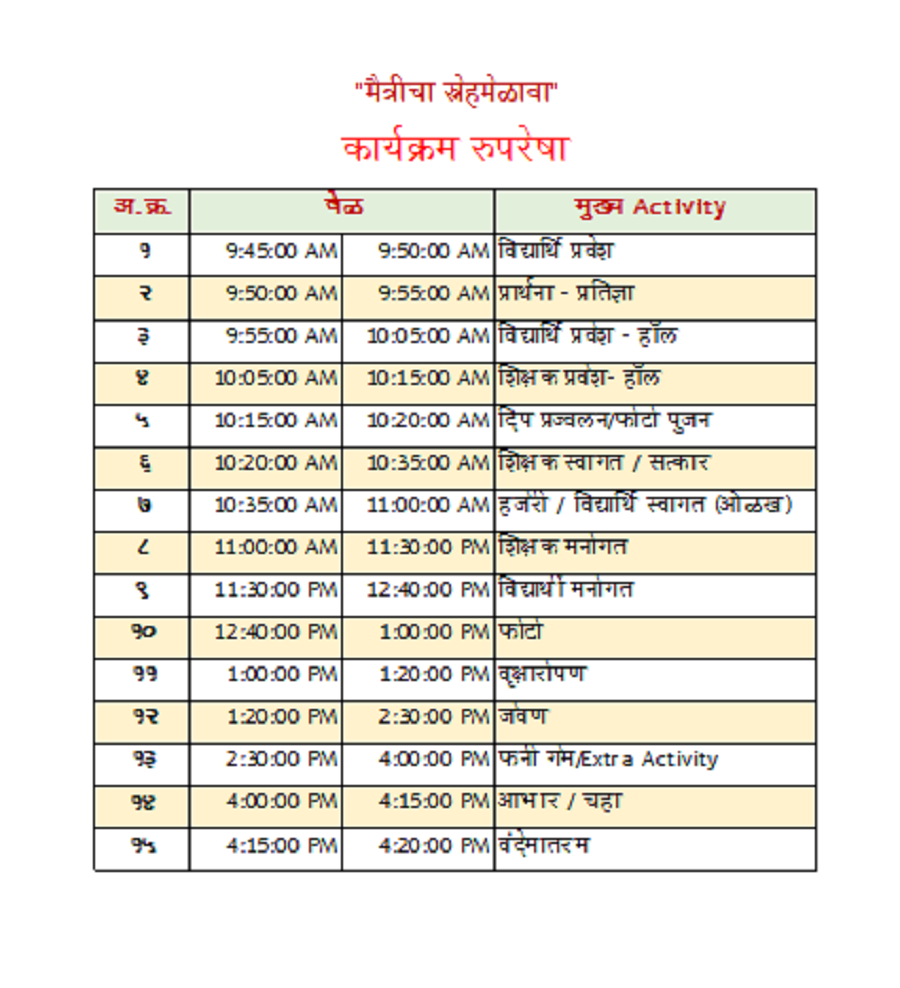 "मैत्रीचा स्नेहमेळावा"
कार्यक्रम रुपरेषा
अ.क्र. वेळ मुख्य Activity
१ 9:45:00 AM 9:50:00 AM विद्यार्थि प्रवेश
२ 9:50:00 AM 9:55:00 AM प्रार्थना - प्रतिज्ञा
३ 9:55:00 AM 10:05:00 AM विद्यार्थि प्रवेश - हॉल
४ 10:05:00 AM 10:15:00 AM शिक्षक प्रवेश- हॉल
५ 10:15:00 AM 10:20:00 AM दिप प्रज्वलन/फोटो पुजन
६ 10:20:00 AM 10:35:00 AM शिक्षक स्वागत / सत्कार
७ 10:35:00 AM 11:00:00 AM हजेरी / विद्यार्थि स्वागत (ओळख)
८ 11:00:00 AM 11:30:00 PM शिक्षक मनोगत
९ 11:30:00 PM 12:40:00 PM विद्यार्थी मनोगत
१० 12:40:00 PM 1:00:00 PM फोटो
११ 1:00:00 PM 1:20:00 PM वृक्षारोपण
१२ 1:20:00 PM 2:30:00 PM जेवण
१३ 2:30:00 PM 4:00:00 PM फनी गेम/Extra Activity
१४ 4:00:00 PM 4:15:00 PM आभार / चहा
१५ 4:15:00 PM 4:20:00 PM वंदेमातरम